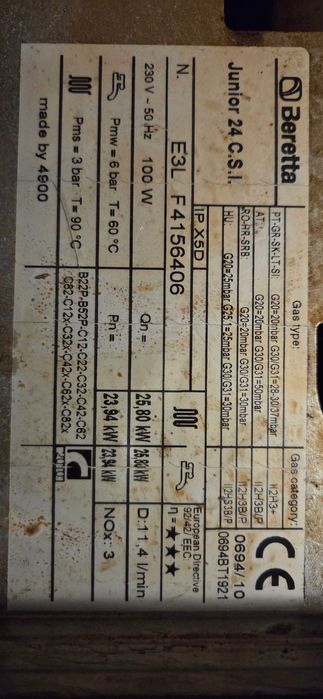 Beretta
Junior 24 C.S.I.
N. E3L F4156406
230 V ~ 50 Hz 100 W
Pmw = 6 bar T= 60 °C
Pms = 3 bar T= 90 °C
made by 4900
IP X5D
Gas type:
Gas category:
PT-GR-SK-LT-SI: G20=20mbar G30/G31=28-30/37mbar II2H3+
AT: G20=20mbar G30/G31=50mbar II2H3B/P
RO-HR-SRB: G20=20mbar G30/G31=30mbar II2H3B/P
HU: G20=25mbar G25.1=25mbar G30/G31=30mbar II2HS3B/P
CE
0694/10
0694BT1921
European Directive
92/42 EEC:
η= ★★★
Qn = 25,80 kW 25,80 kW D:11,4 l/min
Pn = 23,94 kW 23,94 kW NOx: 3
B22P-B52P-C12-C22-C32-C42-C62
C82-C12x-C32x-C42x-C62x-C82x